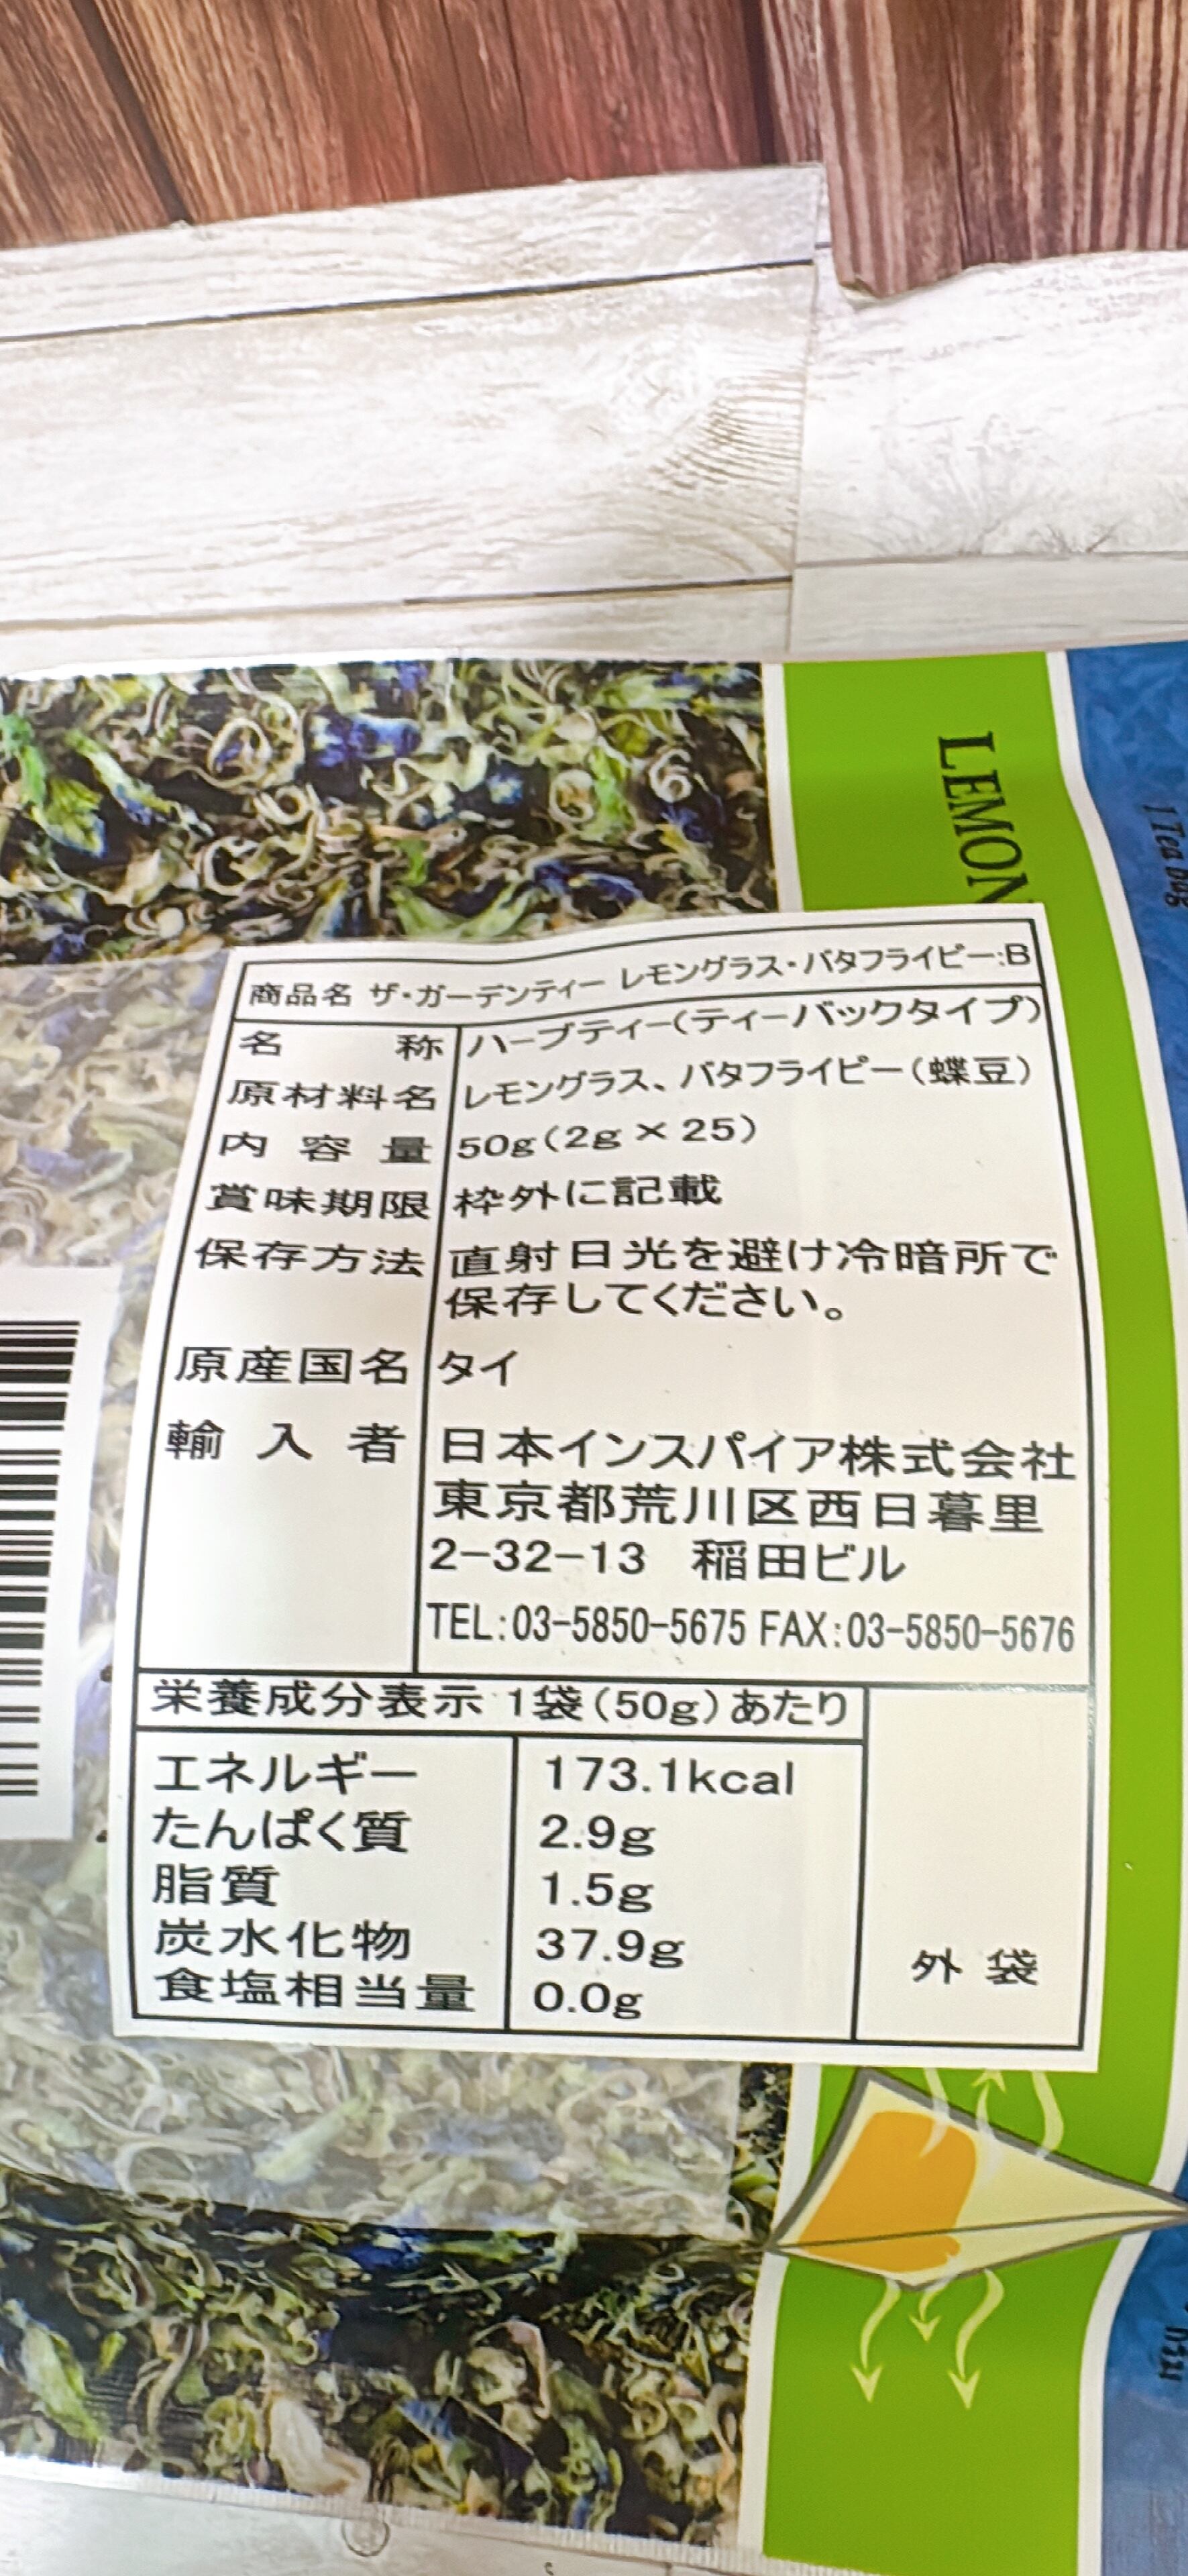 LEMON
1 Tea bag
商品名 ザ・ガーデンティー レモングラス・バタフライピー:B
名 称 ハーブティー(ティーバックタイプ)
原材料名 レモングラス、バタフライピー(蝶豆)
内容量 50g(2g×25)
賞味期限 枠外に記載
保存方法 直射日光を避け冷暗所で
保存してください。
原産国名 タイ
輸入者 日本インスパイア株式会社
東京都荒川区西日暮里
2-32-13 稲田ビル
TEL:03-5850-5675 FAX:03-5850-5676
栄養成分表示 1袋(50g)あたり
エネルギー 173.1kcal
たんぱく質 2.9g
脂質 1.5g
炭水化物 37.9g
食塩相当量 0.0g
外袋